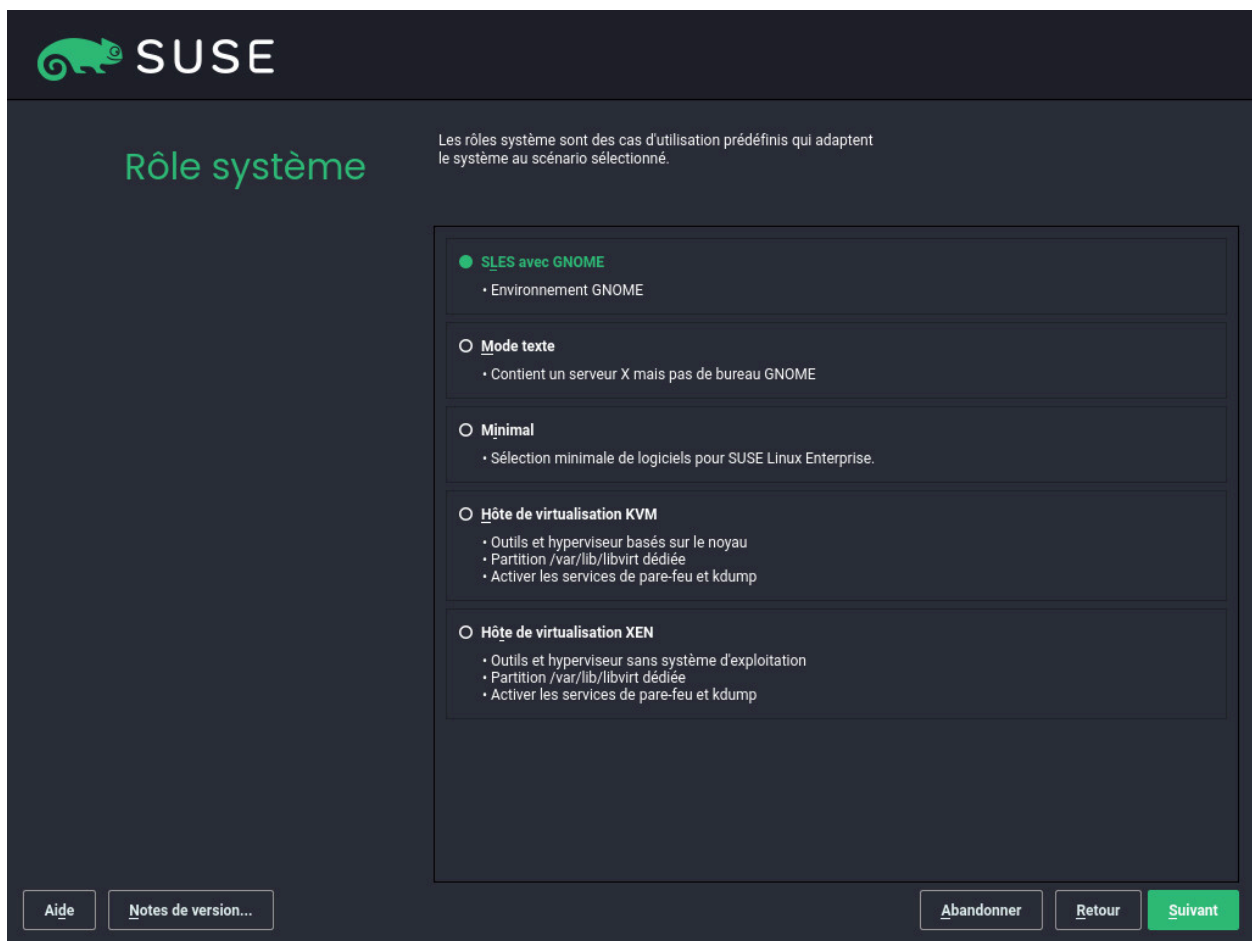 SUSE
Rôle système
Les rôles système sont des cas d'utilisation prédéfinis qui adaptent
le système au scénario sélectionné.
SLES avec GNOME
• Environnement GNOME
Mode texte
• Contient un serveur X mais pas de bureau GNOME
Minimal
• Sélection minimale de logiciels pour SUSE Linux Enterprise.
Hôte de virtualisation KVM
• Outils et hyperviseur basés sur le noyau
• Partition /var/lib/libvirt dédiée
• Activer les services de pare-feu et kdump
Hôte de virtualisation XEN
• Outils et hyperviseur sans système d'exploitation
• Partition /var/lib/libvirt dédiée
• Activer les services de pare-feu et kdump
Aide Notes de version... Abandonner Retour Suivant